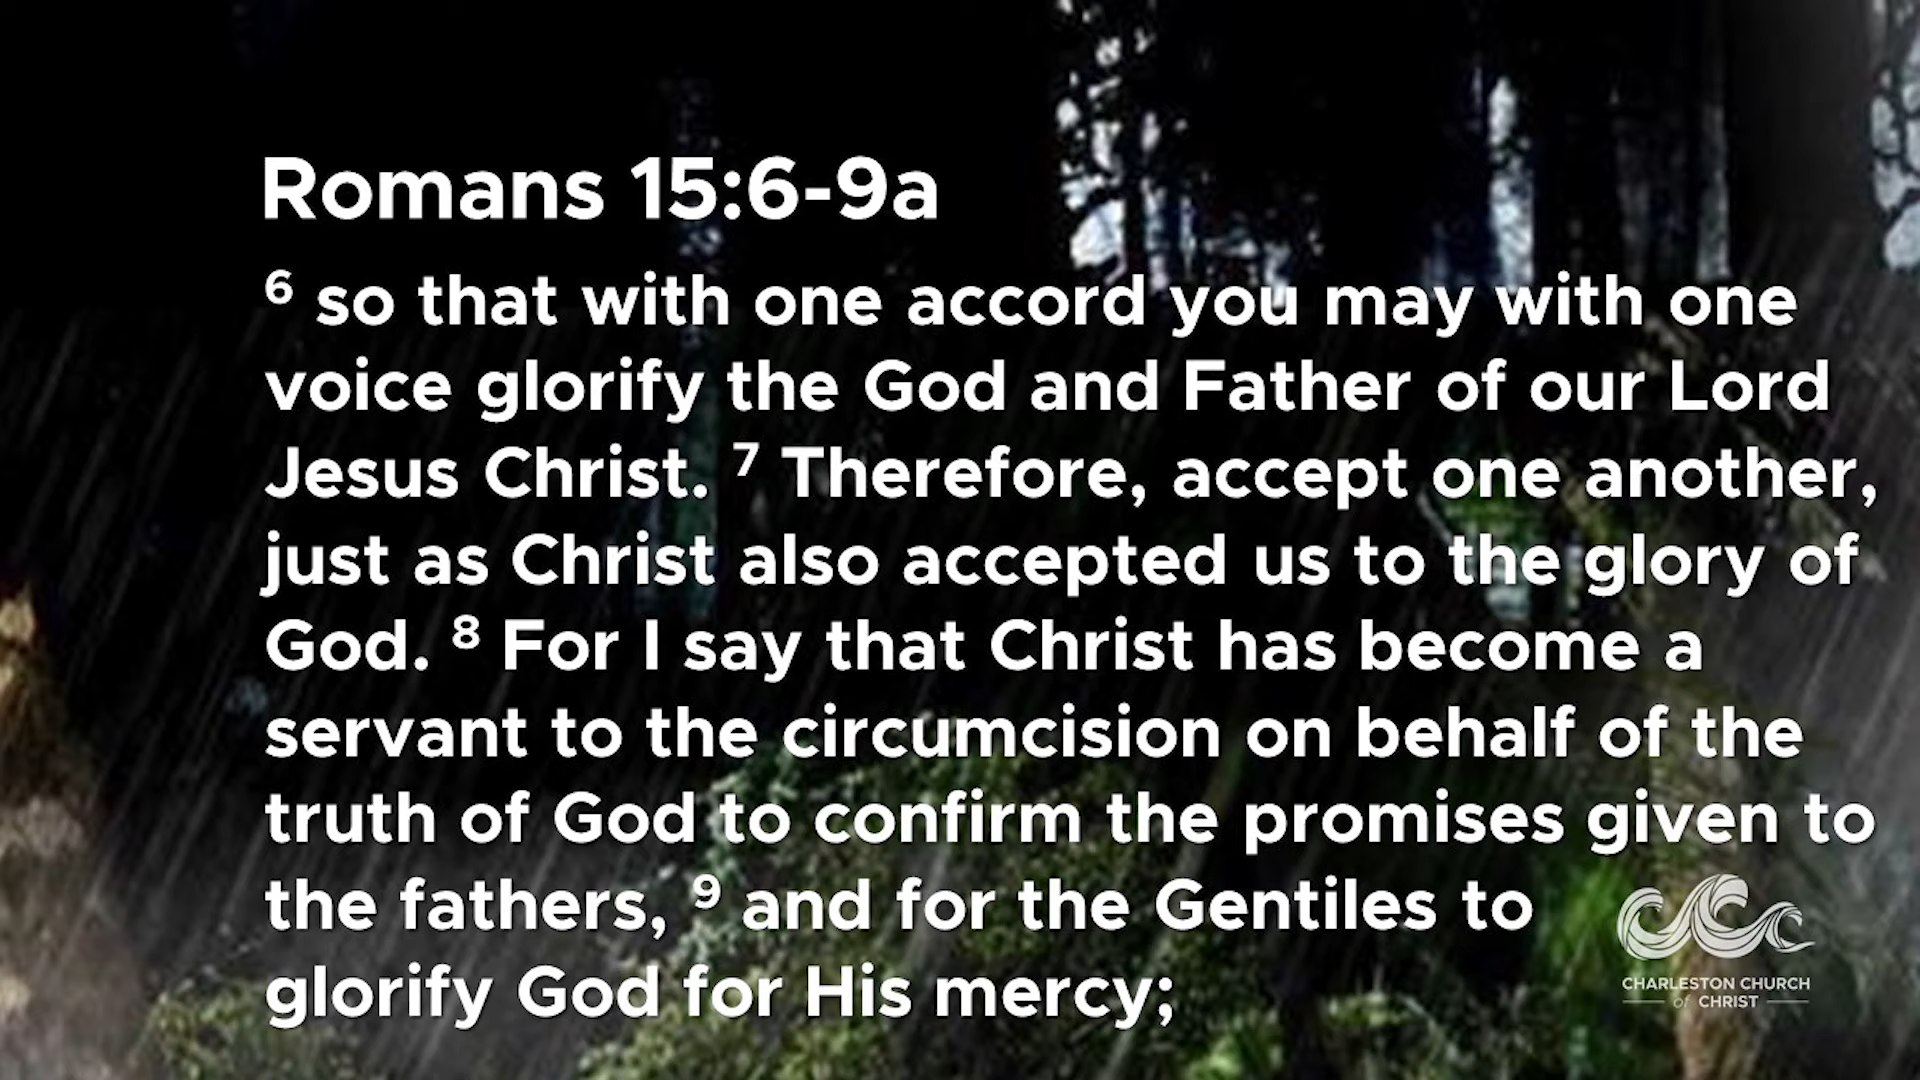 Romans 15:6-9a
⁶ so that with one accord you may with one
voice glorify the God and Father of our Lord
Jesus Christ. ⁷ Therefore, accept one another,
just as Christ also accepted us to the glory of
God. ⁸ For I say that Christ has become a
servant to the circumcision on behalf of the
truth of God to confirm the promises given to
the fathers, ⁹ and for the Gentiles to
glorify God for His mercy;
CHARLESTON CHURCH
of CHRIST